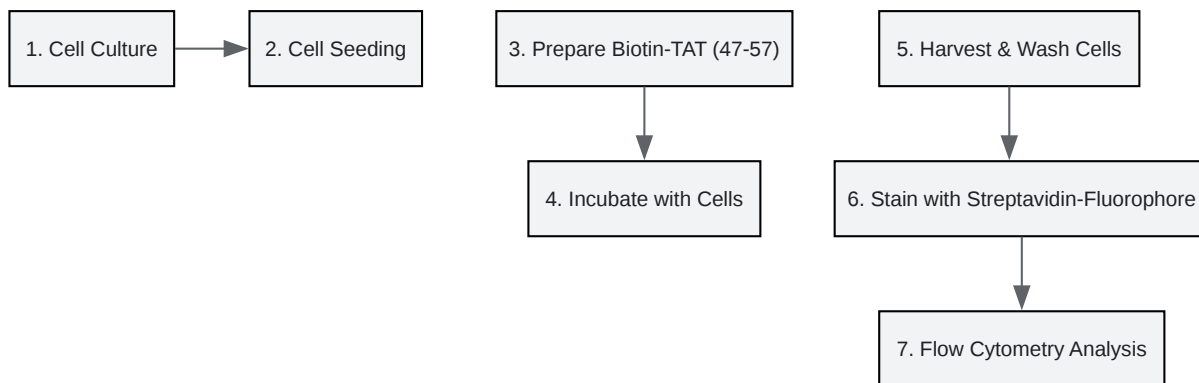 1. Cell Culture
2. Cell Seeding
3. Prepare Biotin-TAT (47-57)
4. Incubate with Cells
5. Harvest & Wash Cells
6. Stain with Streptavidin-Fluorophore
7. Flow Cytometry Analysis